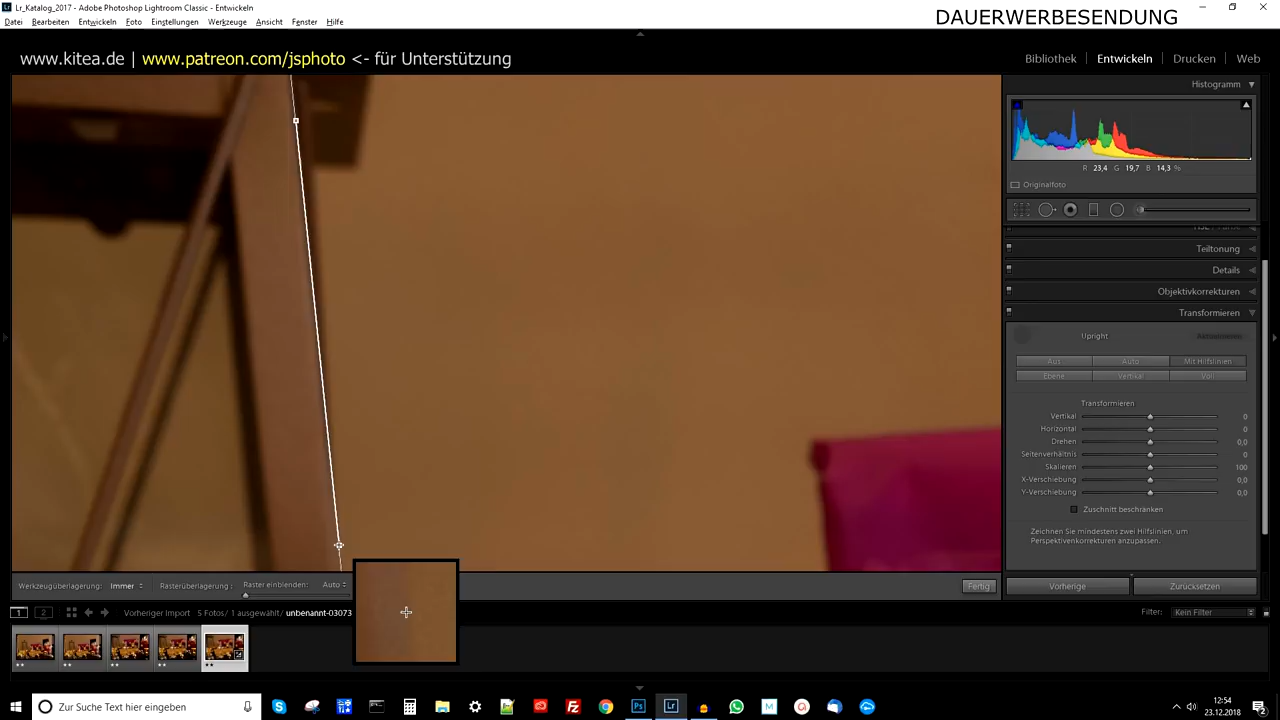 Lr_Katalog_2017 - Adobe Photoshop Lightroom Classic - Entwickeln
Datei Bearbeiten Entwickeln Foto Einstellungen Werkzeuge Ansicht Fenster Hilfe
DAUERWERBESENDUNG
www.kitea.de | www.patreon.com/jsphoto <- für Unterstützung
Bibliothek Entwickeln Drucken Web
Histogramm
R 23,4 G 19,7 B 14,3 %
Originalfoto
Teiltonung
Details
Objektivkorrekturen
Transformieren
Upright
Aktualisieren
Aus Auto Mit Hilfslinien
Ebene Vertikal Voll
Transformieren
Vertikal 0
Horizontal 0
Drehen 0,0
Seitenverhältnis 0
Skalieren 100
X-Verschiebung 0,0
Y-Verschiebung 0,0
Zuschnitt beschränken
Zeichnen Sie mindestens zwei Hilfslinien, um
Perspektivenkorrekturen anzupassen.
Werkzeugüberlagerung: Immer Rasterüberlagerung: Raster einblenden: Auto Fertig
Vorherige Zurücksetzen
1 2 Vorheriger Import 5 Fotos/ 1 ausgewählt/ unbenannt-03073
Filter: Kein Filter
Zur Suche Text hier eingeben
12:54
23.12.2018